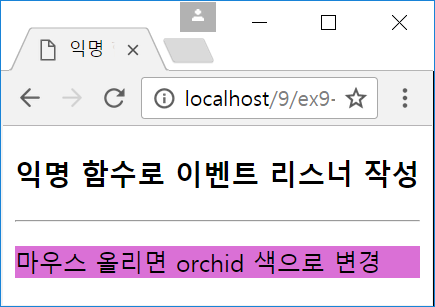 익명
localhost/9/ex9-
익명 함수로 이벤트 리스너 작성
마우스 올리면 orchid 색으로 변경